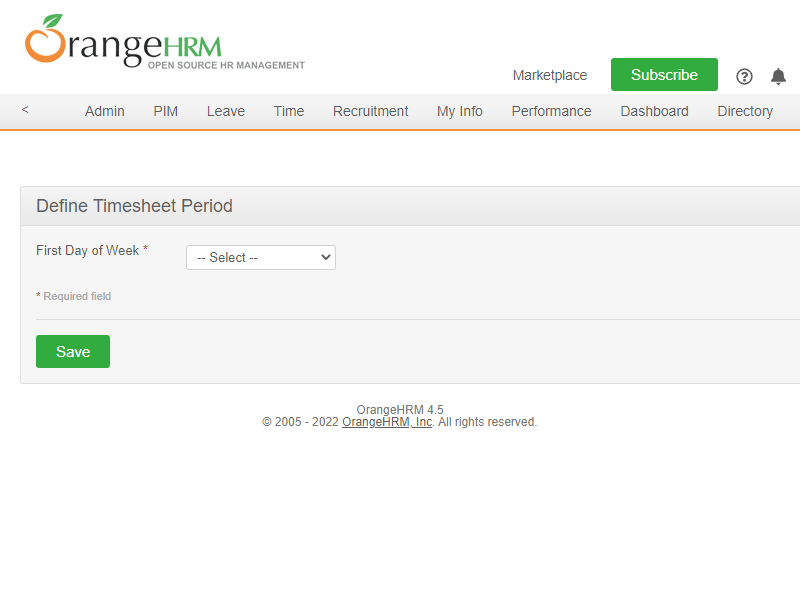 OrangeHRM
OPEN SOURCE HR MANAGEMENT
Marketplace Subscribe ?
< Admin PIM Leave Time Recruitment My Info Performance Dashboard Directory
Define Timesheet Period
First Day of Week * -- Select --
* Required field
Save
OrangeHRM 4.5
© 2005 - 2022 OrangeHRM, Inc. All rights reserved.